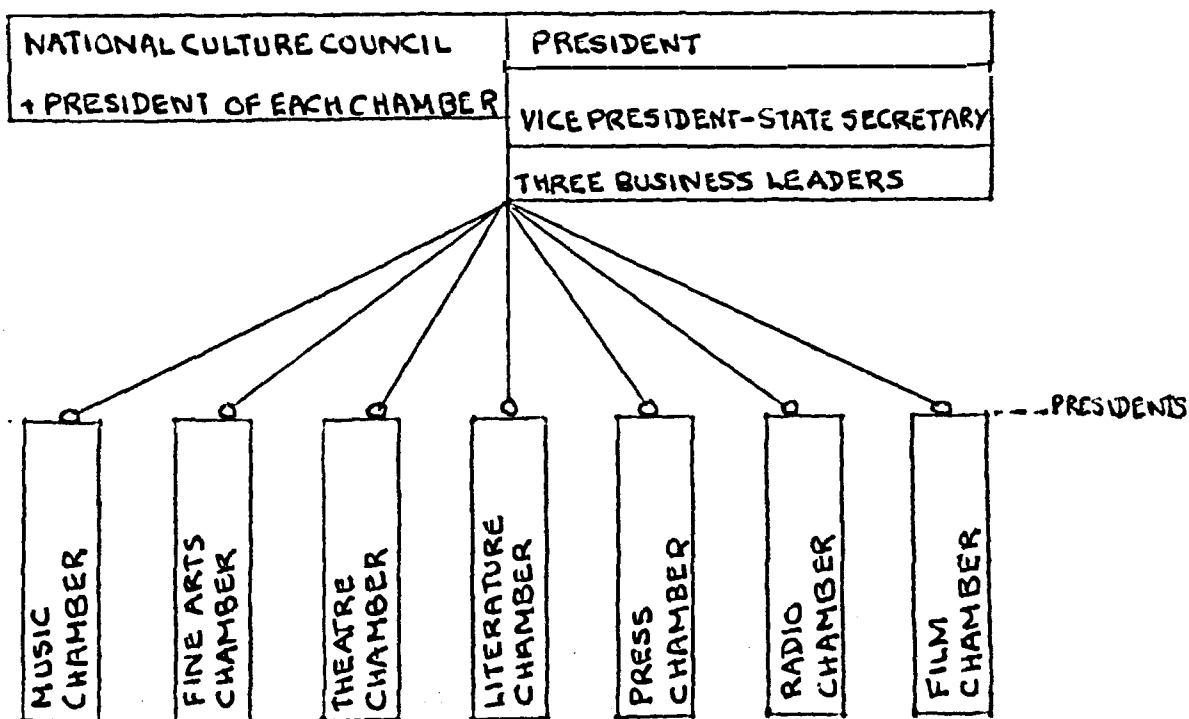 NATIONAL CULTURE COUNCIL
+ PRESIDENT OF EACH CHAMBER
PRESIDENT
VICE PRESIDENT-STATE SECRETARY
THREE BUSINESS LEADERS
PRESIDENTS
MUSIC
CHAMBER
FINE ARTS
CHAMBER
THEATRE
CHAMBER
LITERATURE
CHAMBER
PRESS
CHAMBER
RADIO
CHAMBER
FILM
CHAMBER